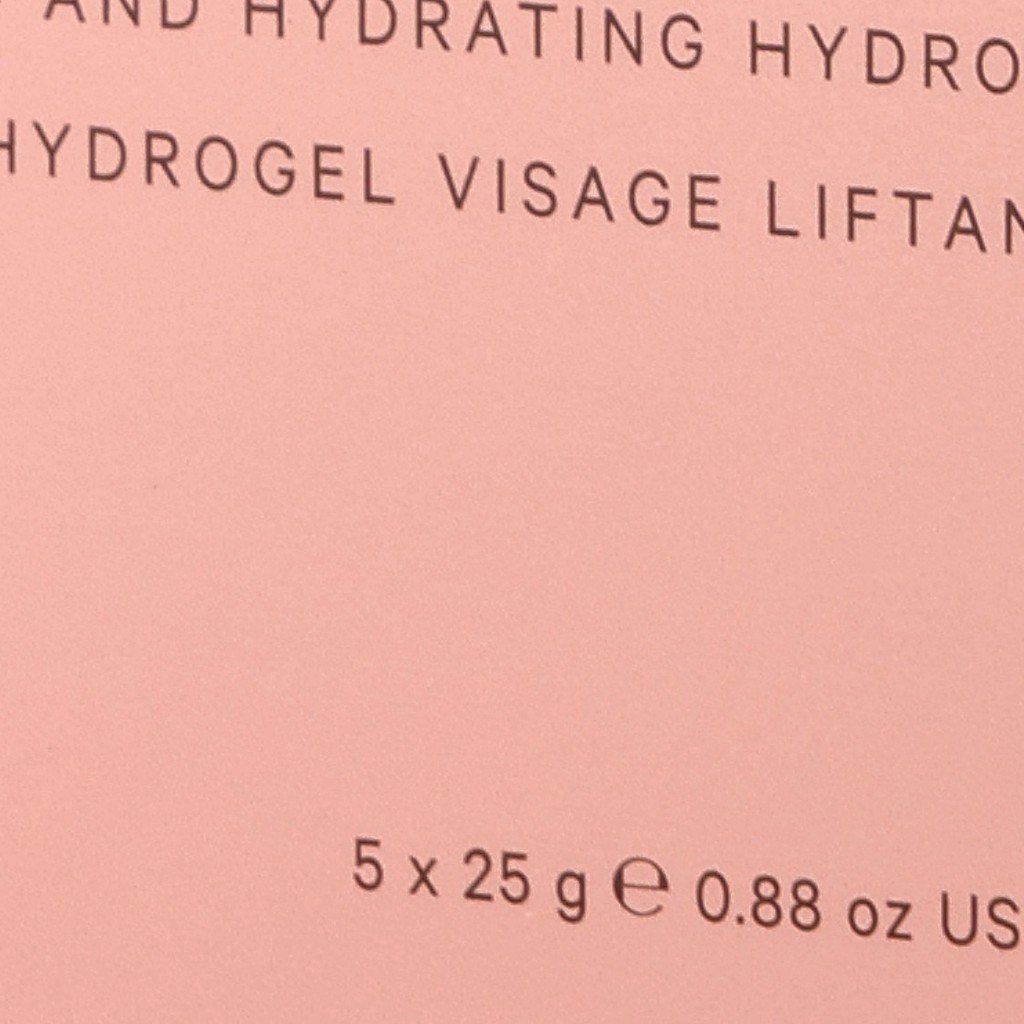 AND HYDRATING HYDRO
HYDROGEL VISAGE LIFTAN
5 x 25 g ℮ 0.88 oz US